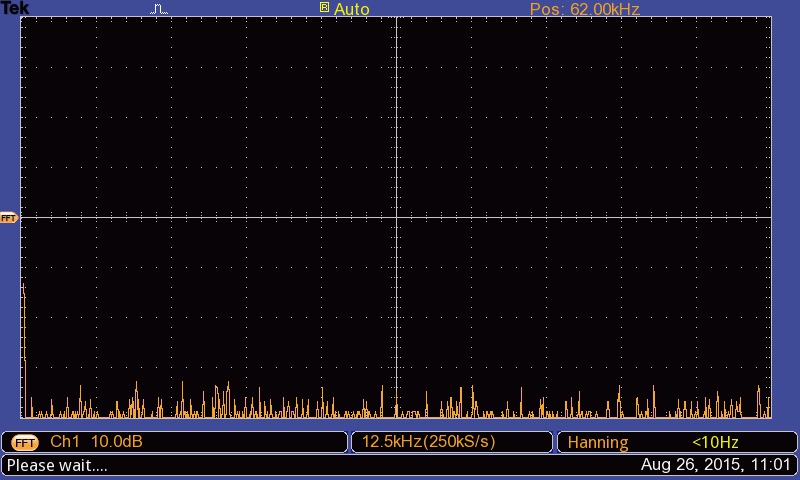 Tek R Auto Pos: 62.00kHz
FFT
FFT Ch1 10.0dB 12.5kHz(250kS/s) Hanning <10Hz
Please wait.... Aug 26, 2015, 11:01